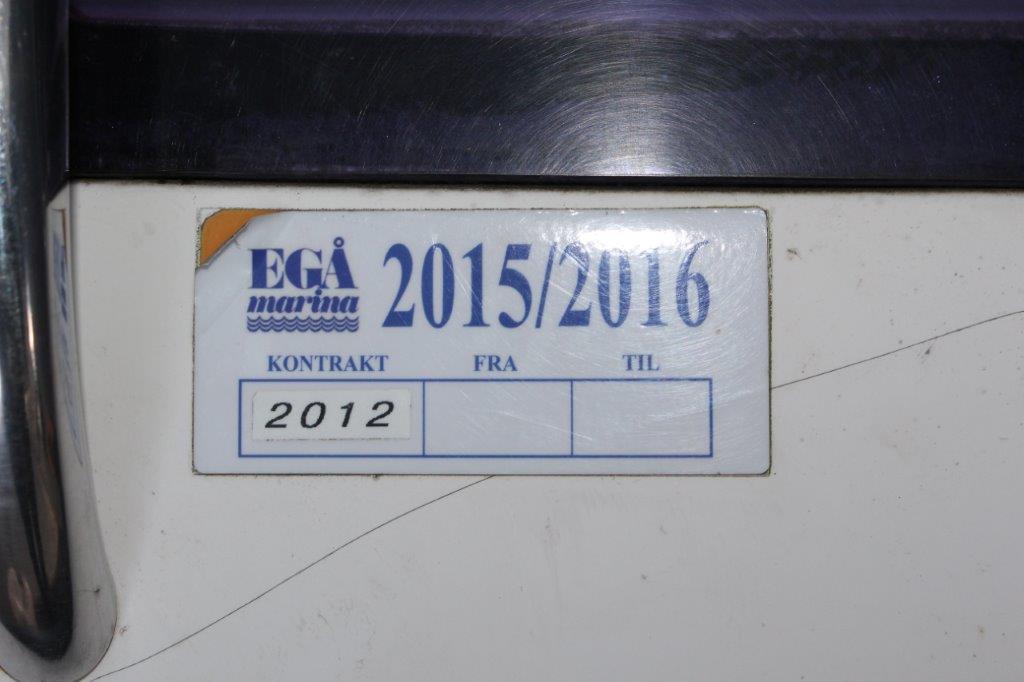 EGÅ
marina
2015/2016
KONTRAKT FRA TIL
2012